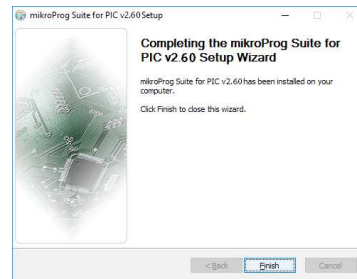 mikroProg Suite for PIC v2.60 Setup
Completing the mikroProg Suite for
PIC v2.60 Setup Wizard
mikroProg Suite for PIC v2.60 has been installed on your
computer.
Click Finish to close this wizard.
< Back
Finish
Cancel